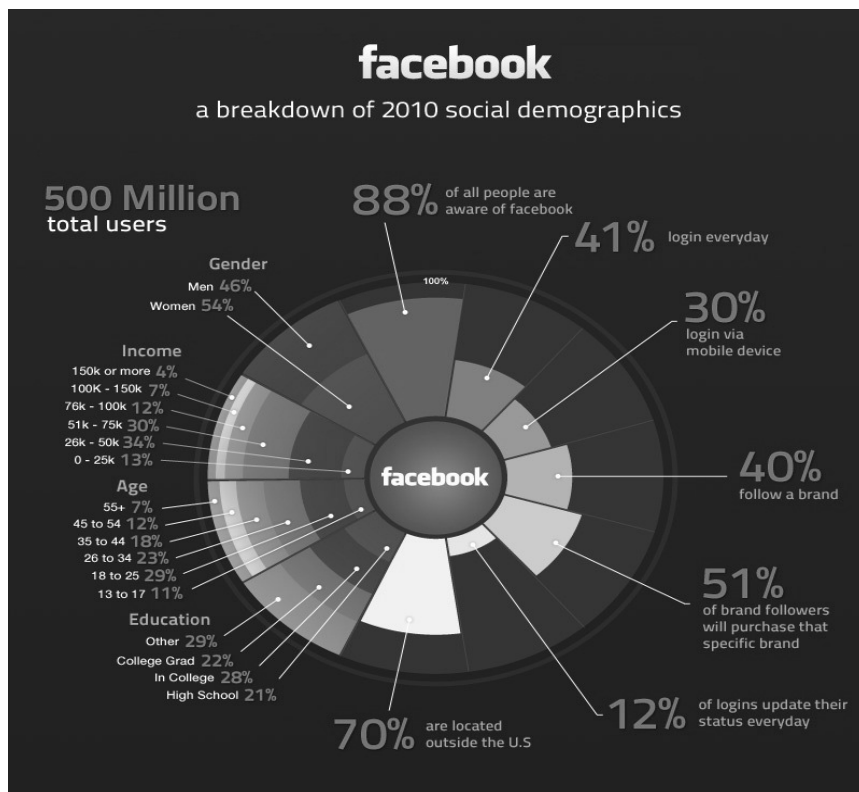 facebook
a breakdown of 2010 social demographics
500 Million
total users
88% of all people are
aware of facebook
41% login everyday
Gender
Men 46%
Women 54%
100%
30%
login via
mobile device
Income
150k or more 4%
100K - 150k 7%
76k - 100k 12%
51k - 75k 30%
26k - 50k 34%
0 - 25k 13%
facebook
40%
follow a brand
Age
55+ 7%
45 to 54 12%
35 to 44 18%
26 to 34 23%
18 to 25 29%
13 to 17 11%
51%
of brand followers
will purchase that
specific brand
Education
Other 29%
College Grad 22%
In College 28%
High School 21%
12% of logins update their
status everyday
70% are located
outside the U.S